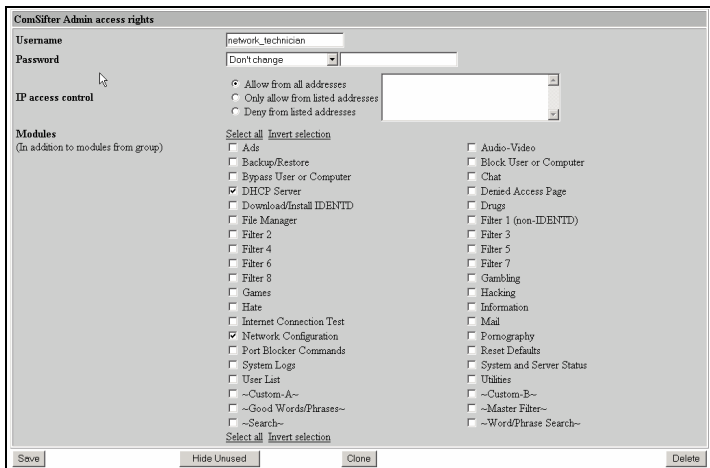 ComSifter Admin access rights
Username network_technician
Password Don't change
IP access control
Allow from all addresses
Only allow from listed addresses
Deny from listed addresses
Modules Select all Invert selection
(In addition to modules from group)
Ads Audio-Video
Backup/Restore Block User or Computer
Bypass User or Computer Chat
DHCP Server Denied Access Page
Download/Install IDENTD Drugs
File Manager Filter 1 (non-IDENTD)
Filter 2 Filter 3
Filter 4 Filter 5
Filter 6 Filter 7
Filter 8 Gambling
Games Hacking
Hate Information
Internet Connection Test Mail
Network Configuration Pornography
Port Blocker Commands Reset Defaults
System Logs System and Server Status
User List Utilities
~Custom-A~ ~Custom-B~
~Good Words/Phrases~ ~Master Filter~
~Search~ ~Word/Phrase Search~
Select all Invert selection
Save Hide Unused Clone Delete